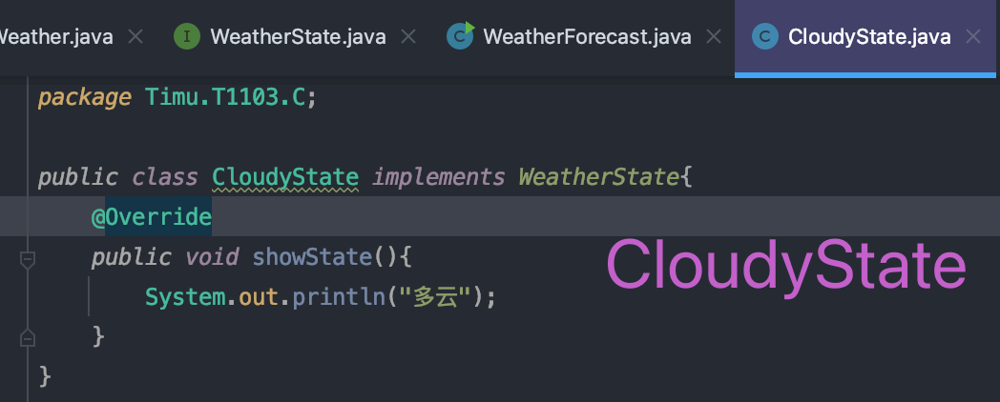 Weather.java WeatherState.java WeatherForecast.java CloudyState.java
package Timu.T1103.C;
public class CloudyState implements WeatherState{
@Override
public void showState(){
CloudyState
System.out.println("多云");
}
}